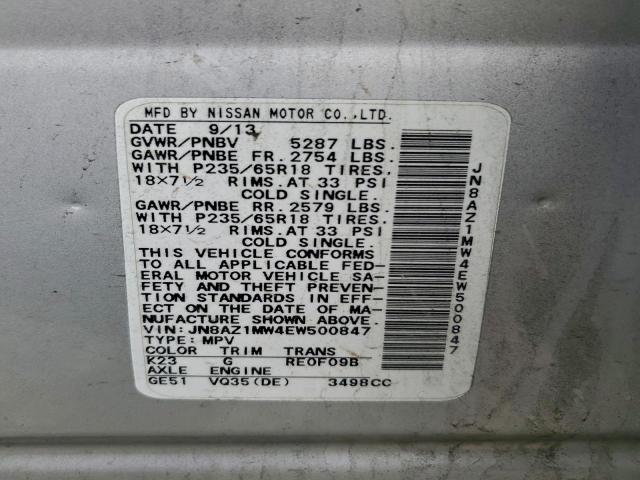 MFD BY NISSAN MOTOR CO.,LTD.
DATE 9/13
GVWR/PNBV 5287 LBS.
GAWR/PNBE FR. 2754 LBS.
WITH P235/65R18 TIRES.
18×7½ RIMS.AT 33 PSI
COLD SINGLE.
GAWR/PNBE RR. 2579 LBS.
WITH P235/65R18 TIRES.
18×7½ RIMS.AT 33 PSI
COLD SINGLE.
THIS VEHICLE CONFORMS
TO ALL APPLICABLE FED-
ERAL MOTOR VEHICLE SA-
FETY AND THEFT PREVEN-
TION STANDARDS IN EFF-
ECT ON THE DATE OF MA-
NUFACTURE SHOWN ABOVE.
VIN: JN8AZ1MW4EW500847
TYPE: MPV
COLOR TRIM TRANS
K23 G RE0F09B
AXLE ENGINE
GE51 VQ35(DE) 3498CC
JN8AZ1MW4EW500847